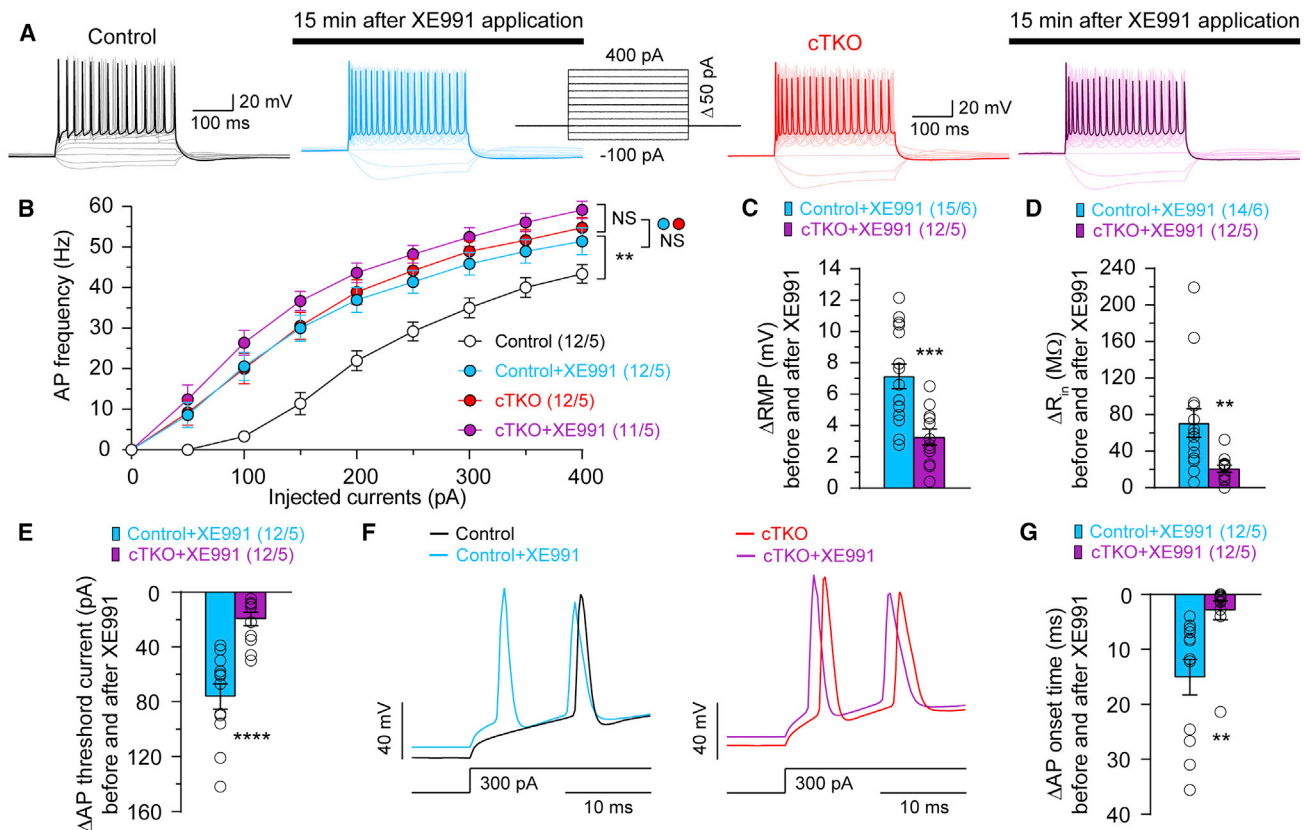 A
Control
15 min after XE991 application
20 mV
100 ms
400 pA
Δ 50 pA
-100 pA
cTKO
20 mV
100 ms
15 min after XE991 application
B
AP frequency (Hz)
60
50
40
30
20
10
0
0
100
200
300
400
Injected currents (pA)
NS
NS
**
Control (12/5)
Control+XE991 (12/5)
cTKO (12/5)
cTKO+XE991 (11/5)
C
Control+XE991 (15/6)
cTKO+XE991 (12/5)
ΔRMP (mV)
before and after XE991
14
12
10
8
6
4
2
0
***
D
Control+XE991 (14/6)
cTKO+XE991 (12/5)
ΔRin (MΩ)
before and after XE991
240
200
160
120
80
40
0
**
E
Control+XE991 (12/5)
cTKO+XE991 (12/5)
ΔAP threshord current (pA)
before and after XE991
0
40
80
120
160
****
F
Control
Control+XE991
40 mV
300 pA
10 ms
cTKO
cTKO+XE991
40 mV
300 pA
10 ms
G
Control+XE991 (12/5)
cTKO+XE991 (12/5)
ΔAP onset time (ms)
before and after XE991
0
10
20
30
40
**